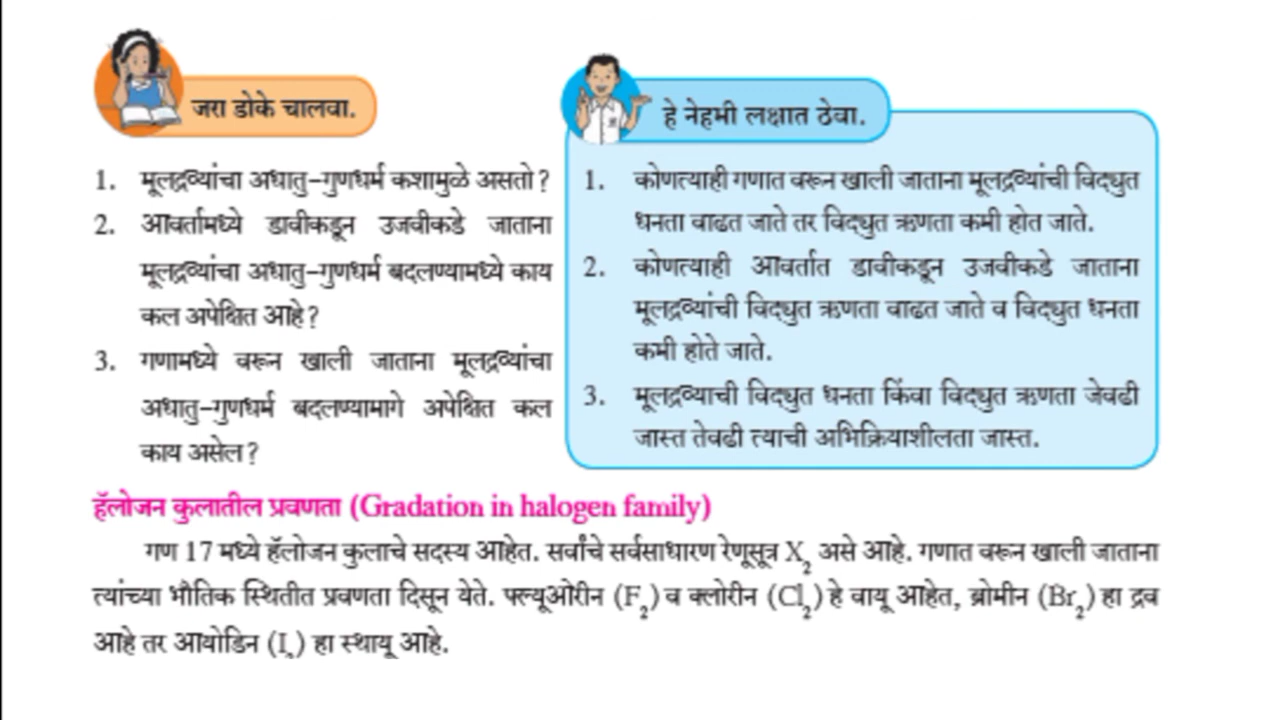 जरा डोके चालवा.
1. मूलद्रव्यांचा अधातु-गुणधर्म कशामुळे असतो?
2. आवर्तामध्ये डावीकडून उजवीकडे जाताना
मूलद्रव्यांचा अधातु-गुणधर्म बदलण्यामध्ये काय
कल अपेक्षित आहे?
3. गणामध्ये वरून खाली जाताना मूलद्रव्यांचा
अधातु-गुणधर्म बदलण्यामागे अपेक्षित कल
काय असेल?
हे नेहमी लक्षात ठेवा.
1. कोणत्याही गणात वरून खाली जाताना मूलद्रव्यांची विद्युत
धनता वाढत जाते तर विद्युत ऋणता कमी होत जाते.
2. कोणत्याही आवर्तात डावीकडून उजवीकडे जाताना
मूलद्रव्यांची विद्युत ऋणता वाढत जाते व विद्युत धनता
कमी होते जाते.
3. मूलद्रव्याची विद्युत धनता किंवा विद्युत ऋणता जेवढी
जास्त तेवढी त्याची अभिक्रियाशीलता जास्त.
हॅलोजन कुलातील प्रवणता (Gradation in halogen family)
गण 17 मध्ये हॅलोजन कुलाचे सदस्य आहेत. सर्वांचे सर्वसाधारण रेणूसूत्र X₂ असे आहे. गणात वरून खाली जाताना
त्यांच्या भौतिक स्थितीत प्रवणता दिसून येते. फ्ल्यूओरीन (F₂) व क्लोरीन (Cl₂) हे वायू आहेत, ब्रोमीन (Br₂) हा द्रव
आहे तर आयोडिन (I₂) हा स्थायू आहे.